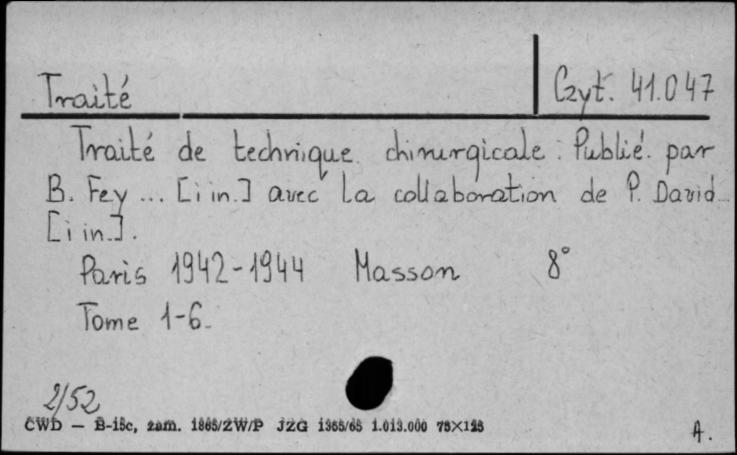 Traité
Czyt. 41.047
Traité de technique chirurgicale : Publié. par
B. Fey ... [i in.] avec la collaboration de P. David ...
[i in.].
Paris 1942-1944 Masson 8°
Tome 1-6.
2/52
CWD — B-15c, zam. 1865/ZW/P JZG 1365/65 1.013.000 75×125
A.